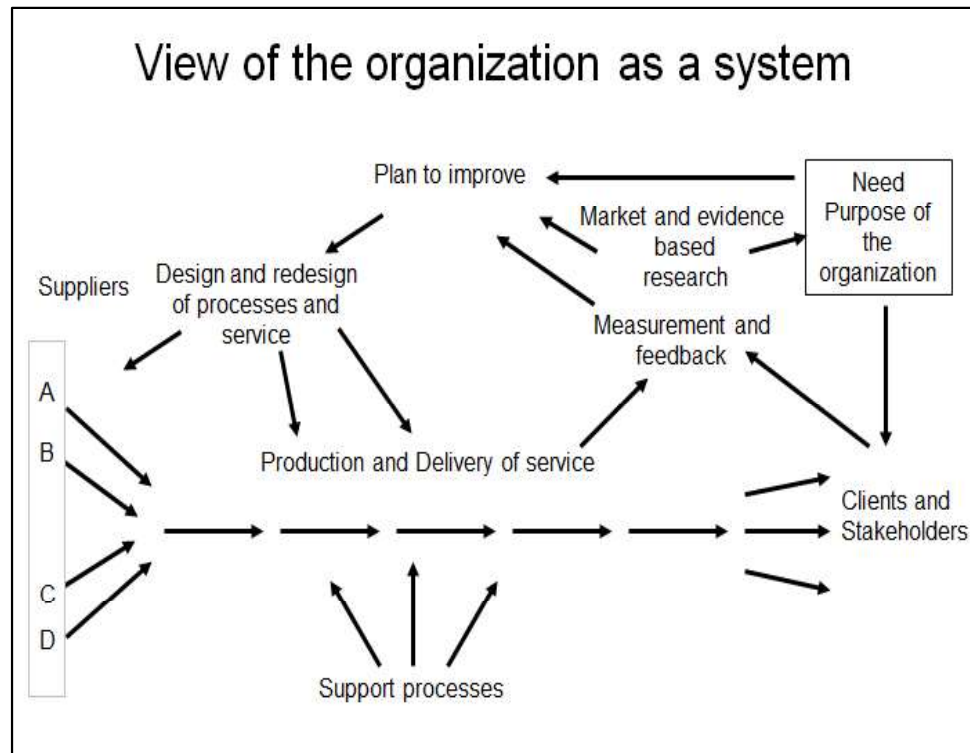 View of the organization as a system
Plan to improve
Need
Purpose of
the
organization
Market and evidence
based
research
Suppliers
Design and redesign
of processes and
service
Measurement and
feedback
A
B
C
D
Production and Delivery of service
Clients and
Stakeholders
Support processes